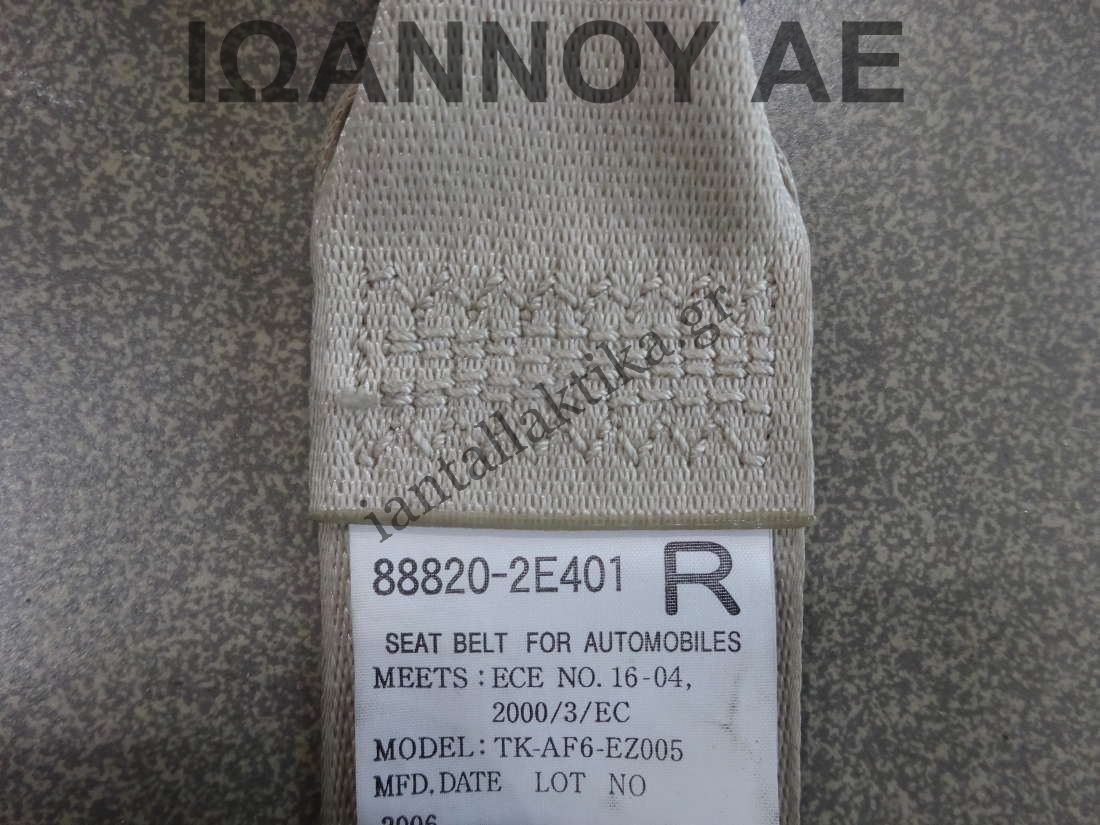 ΙΩΑΝΝΟΥ ΑΕ
iantallaktika.gr
88820-2E401 R
SEAT BELT FOR AUTOMOBILES
MEETS : ECE NO. 16-04,
2000/3/EC
MODEL: TK-AF6-EZ005
MFD. DATE LOT NO
2006